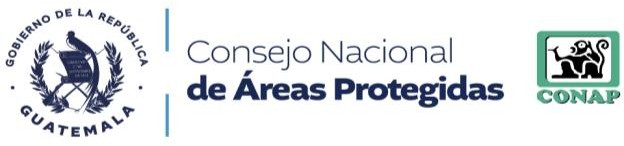 GOBIERNO DE LA REPÚBLICA
GUATEMALA
Consejo Nacional
de Áreas Protegidas
CONAP